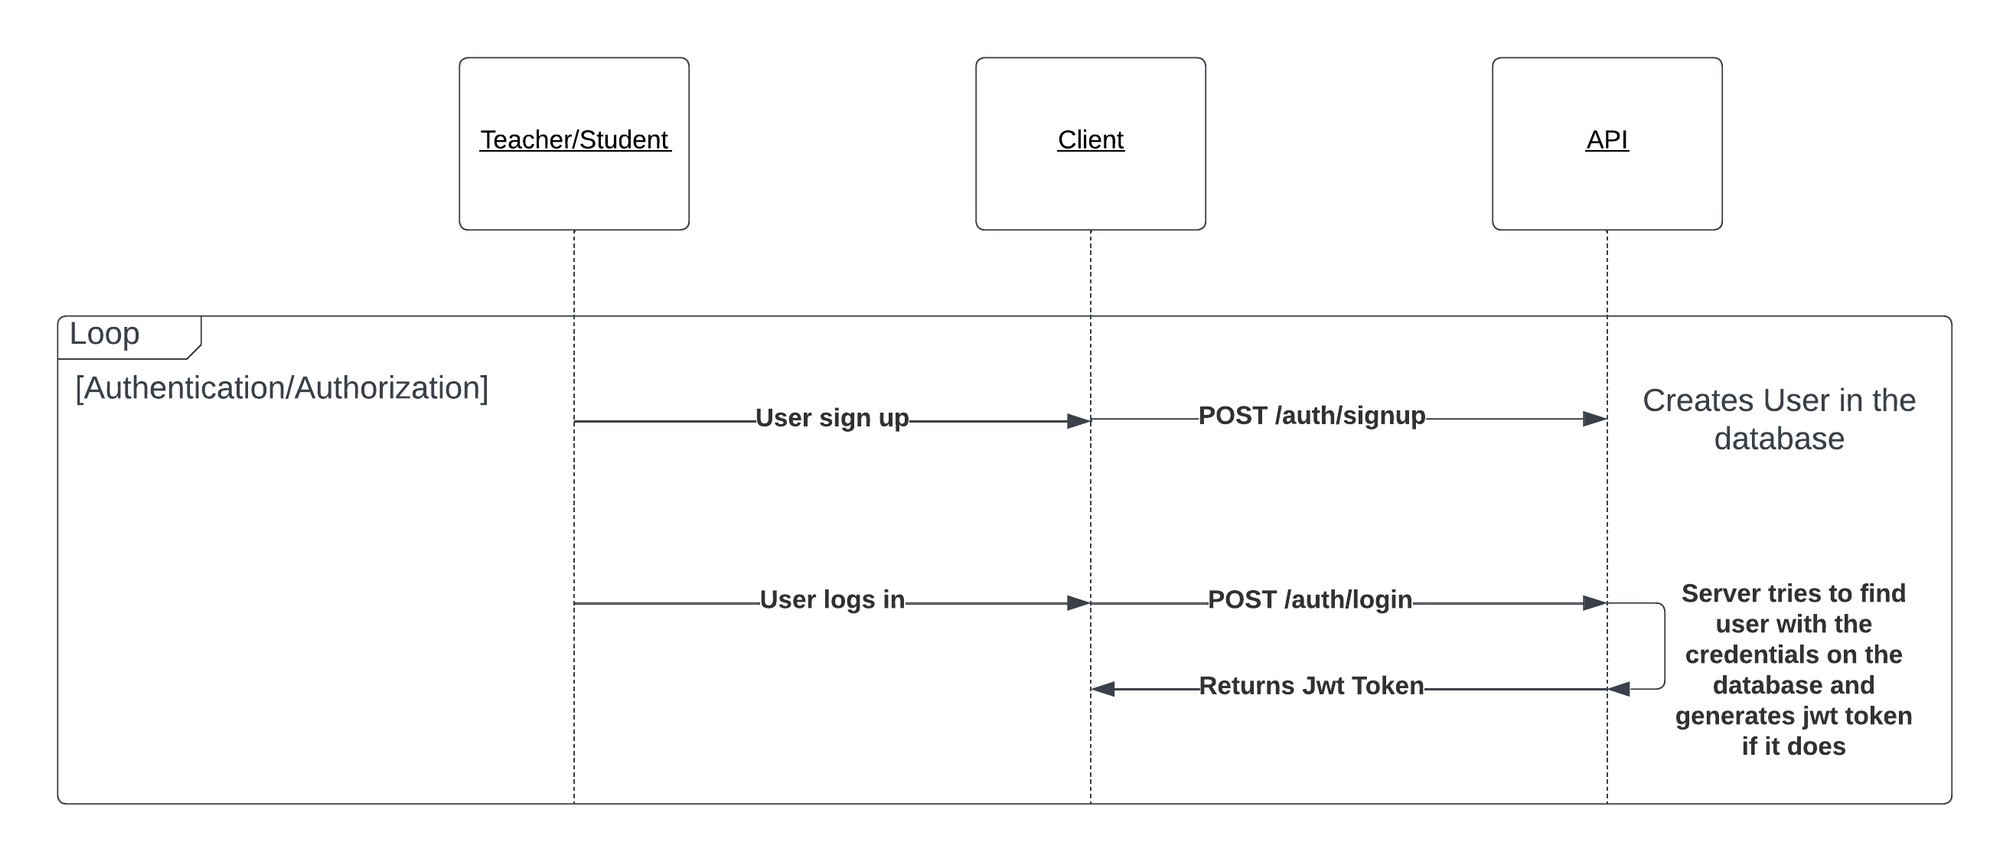 Teacher/Student
Client
API
Loop
[Authentication/Authorization]
User sign up
POST /auth/signup
Creates User in the
database
User logs in
POST /auth/login
Server tries to find
user with the
credentials on the
database and
generates jwt token
if it does
Returns Jwt Token